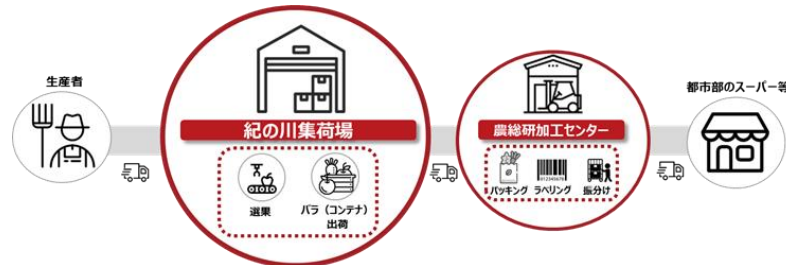 生産者
紀の川集荷場
選果
バラ（コンテナ）
出荷
農総研加工センター
パッキング ラベリング 振分け
都市部のスーパー等